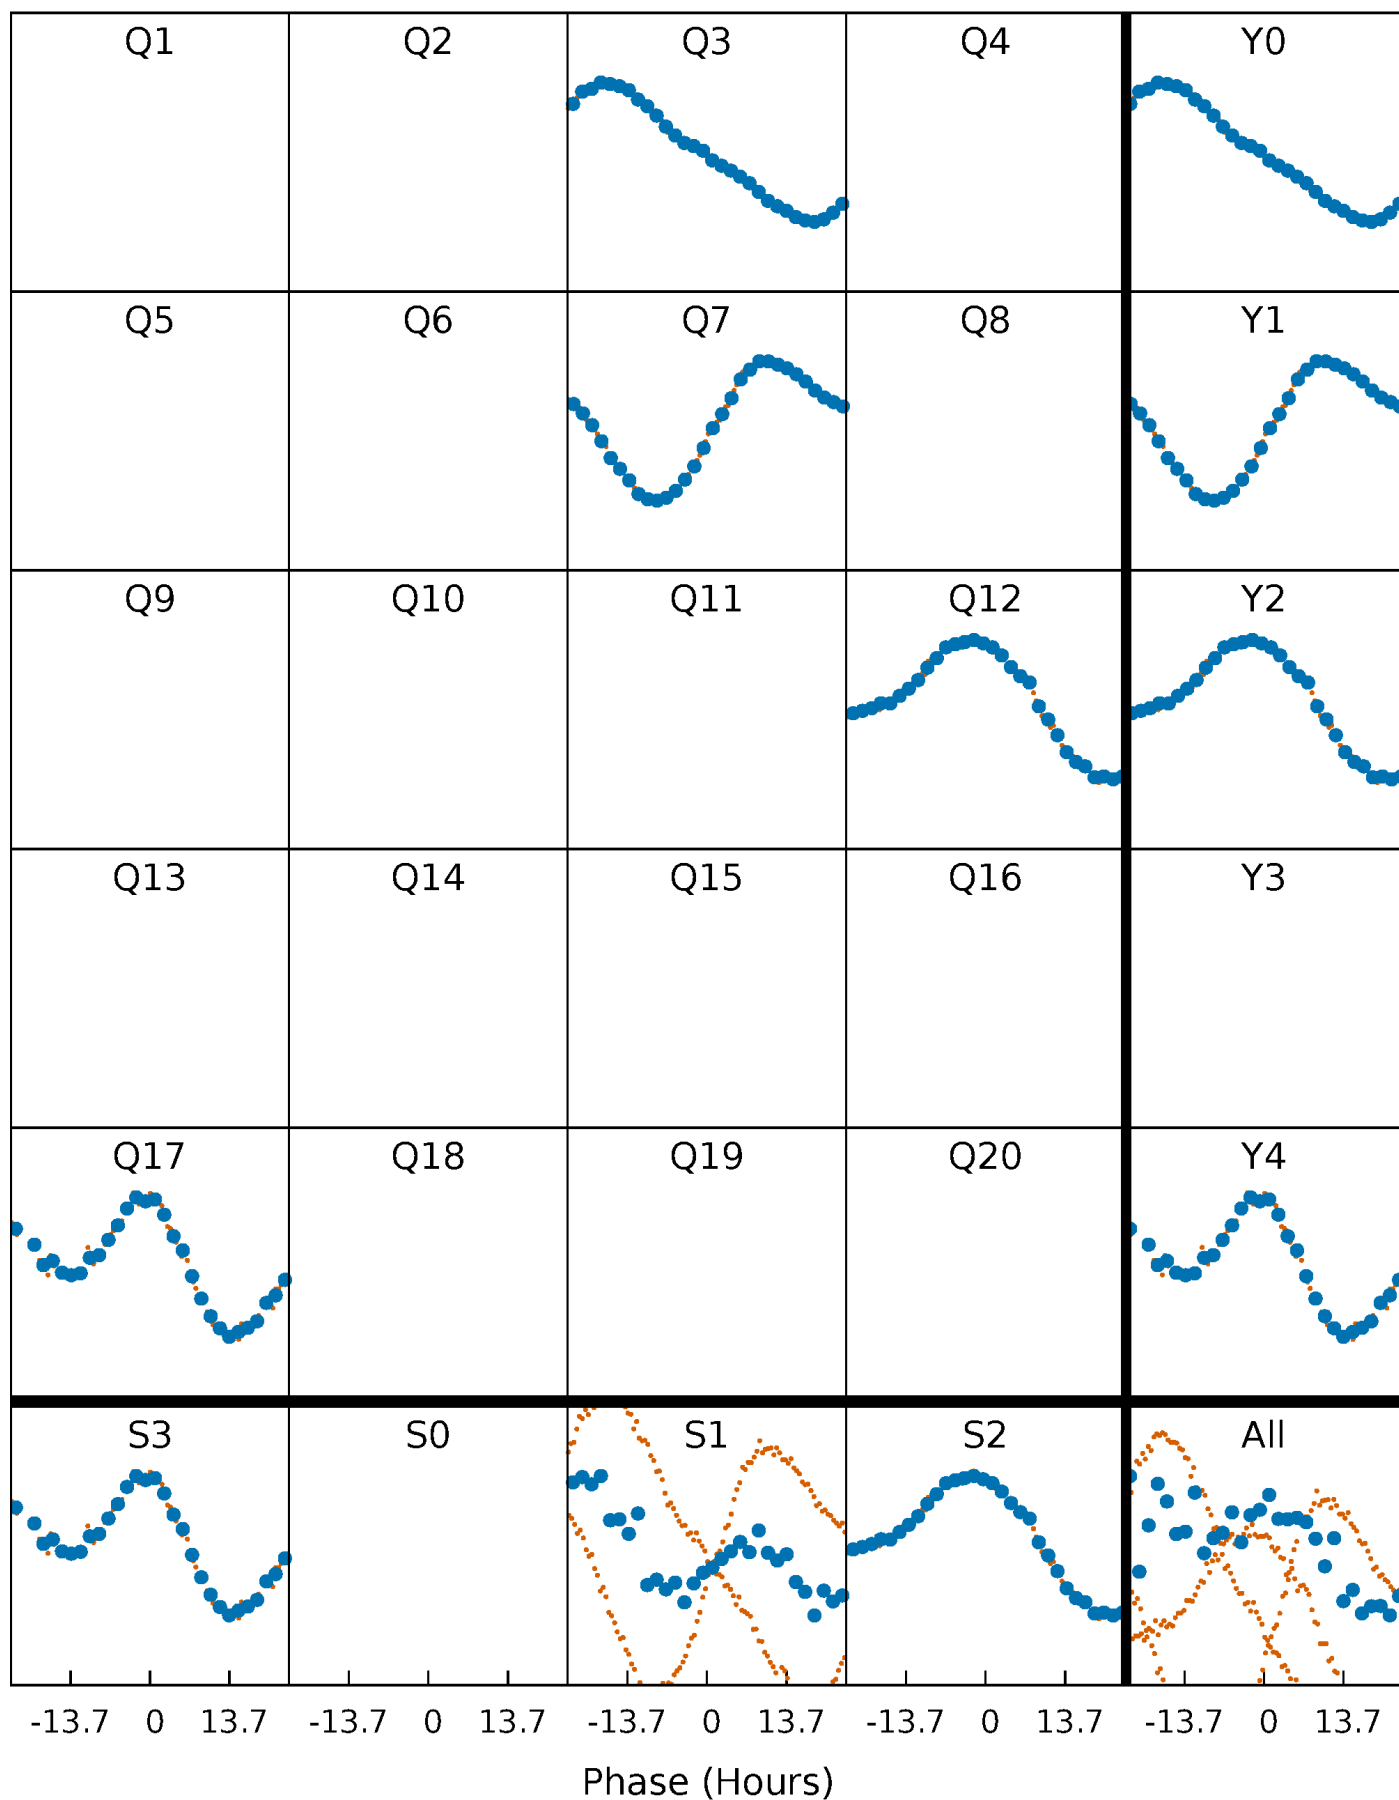 Q1 Q2 Q3 Q4 Y0
Q5 Q6 Q7 Q8 Y1
Q9 Q10 Q11 Q12 Y2
Q13 Q14 Q15 Q16 Y3
Q17 Q18 Q19 Q20 Y4
S3 S0 S1 S2 All
-13.7 0 13.7 -13.7 0 13.7 -13.7 0 13.7 -13.7 0 13.7 -13.7 0 13.7
Phase (Hours)